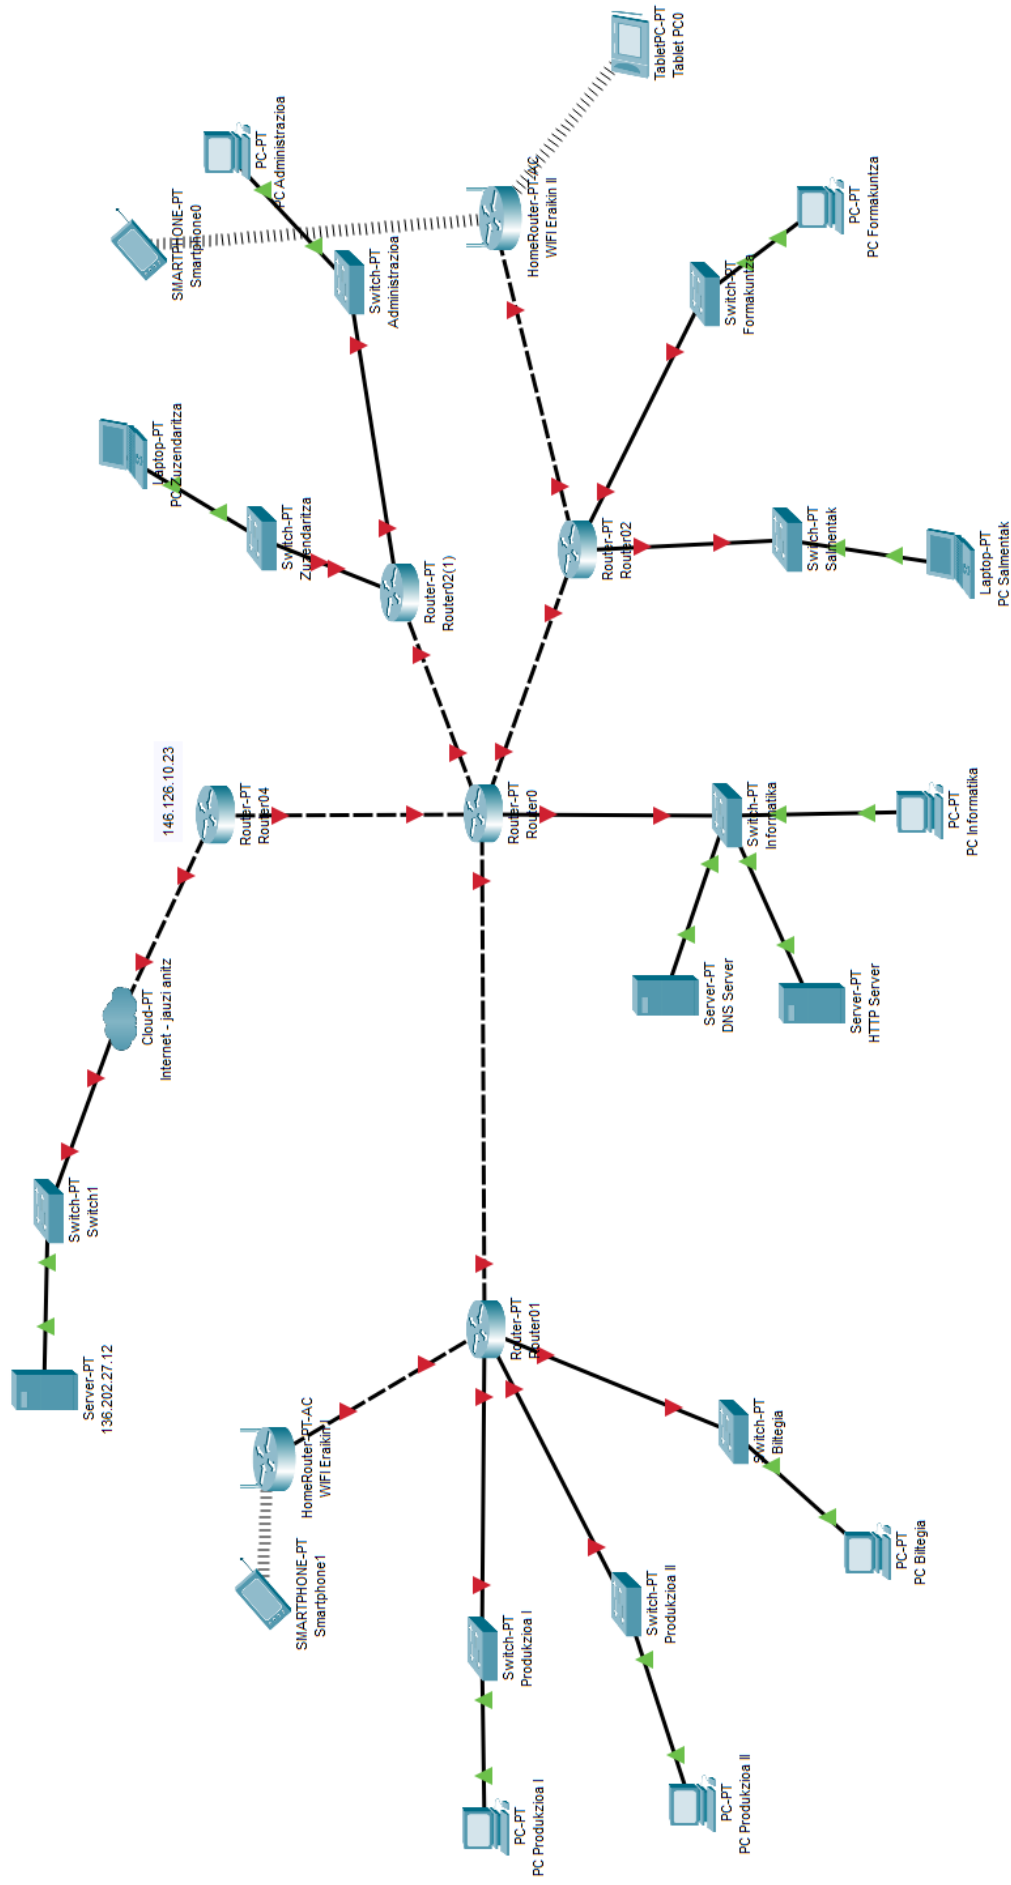 TabletPC-PT
Tablet PC0
PC-PT
PC Administrazioa
SMARTPHONE-PT
Smartphone0
HomeRouter-PT-AC
WIFI Eraikin II
PC-PT
PC Formakuntza
Switch-PT
Administrazioa
Switch-PT
Formakuntza
Laptop-PT
PC Zuzendaritza
Switch-PT
Zuzendaritza
Router-PT
Router02(1)
Router-PT
Router02
Switch-PT
Salmentak
Laptop-PT
PC Salmentak
146.126.10.23
Router-PT
Router04
Router-PT
Router0
Switch-PT
Informatika
PC-PT
PC Informatika
Cloud-PT
Internet - jauzi anitz
Server-PT
DNS Server
Server-PT
HTTP Server
Switch-PT
Switch1
Server-PT
136.202.27.12
Router-PT
Router01
HomeRouter-PT-AC
WIFI Eraikin I
SMARTPHONE-PT
Smartphone1
Switch-PT
Biltegia
PC-PT
PC Biltegia
Switch-PT
Produkzioa I
Switch-PT
Produkzioa II
PC-PT
PC Produkzioa I
PC-PT
PC Produkzioa II